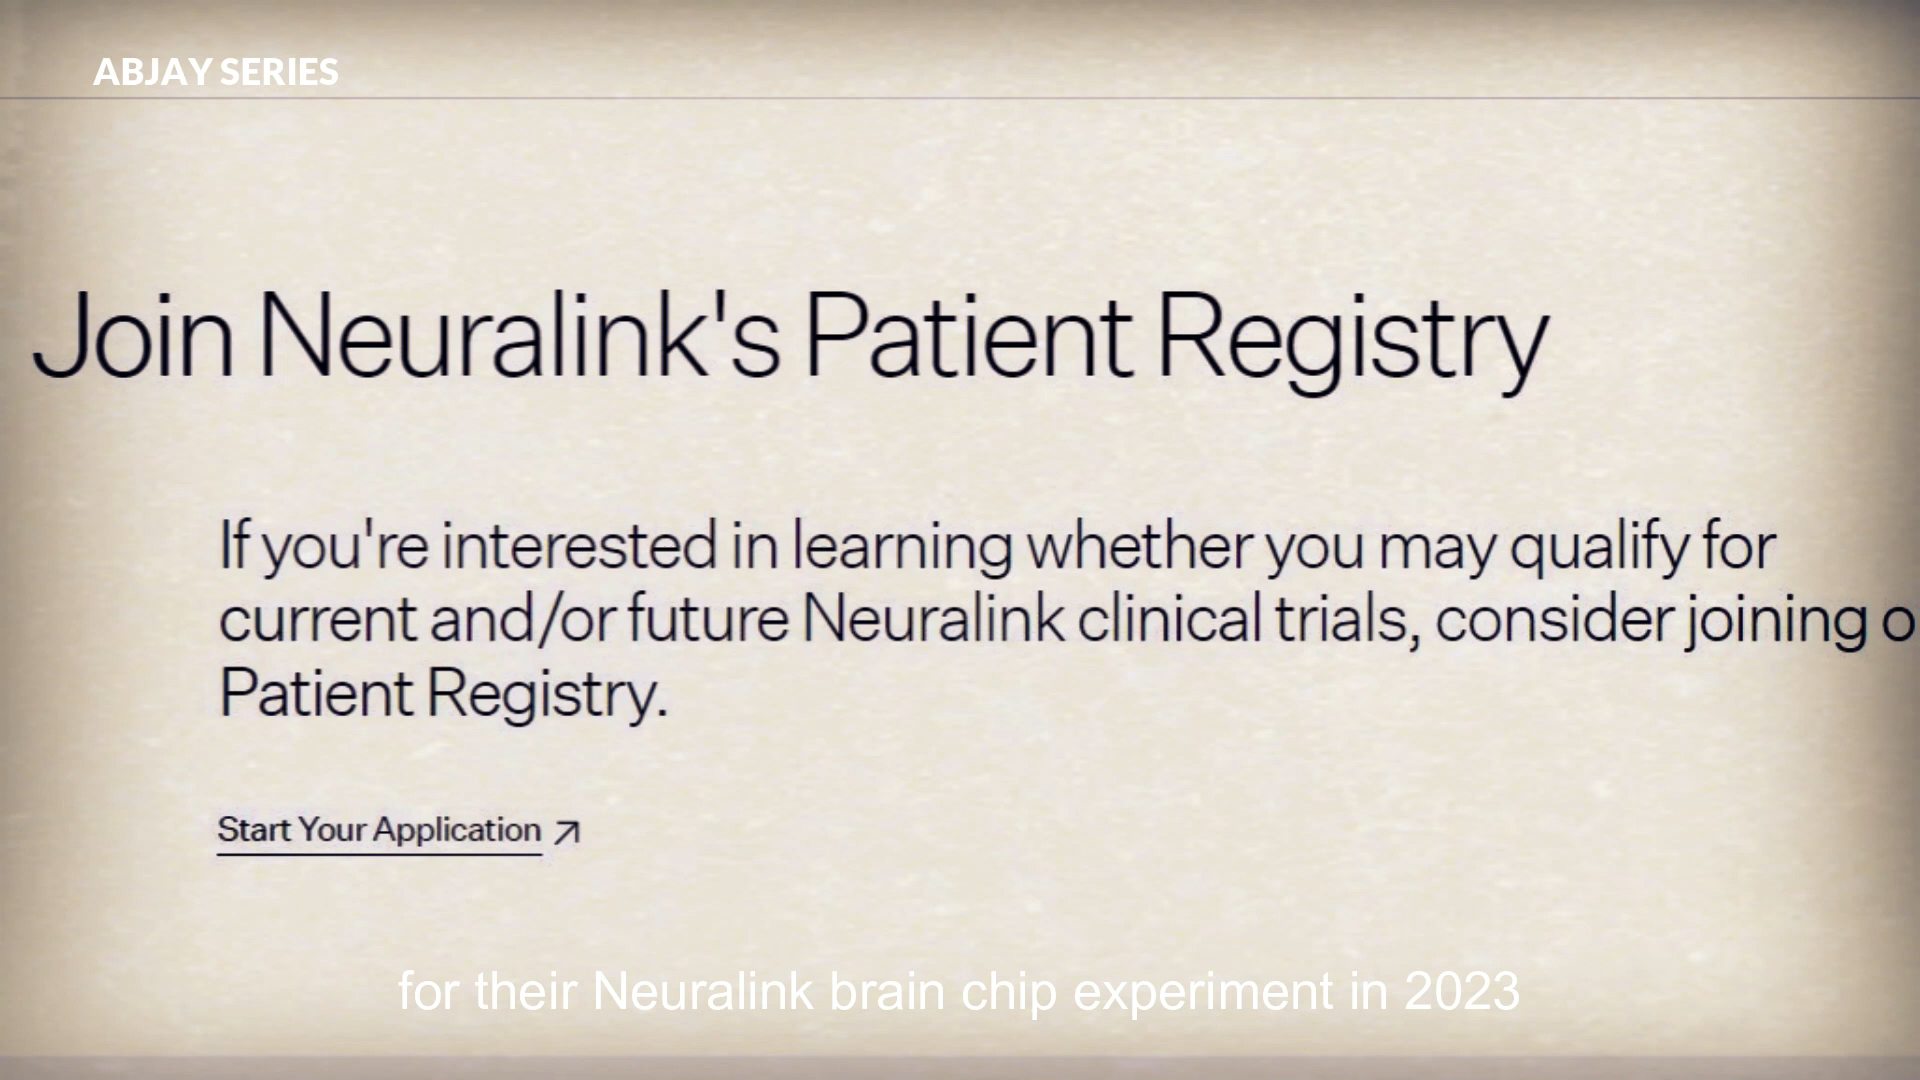 ABJAY SERIES
Join Neuralink's Patient Registry
If you're interested in learning whether you may qualify for
current and/or future Neuralink clinical trials, consider joining o
Patient Registry.
Start Your Application ↗
for their Neuralink brain chip experiment in 2023